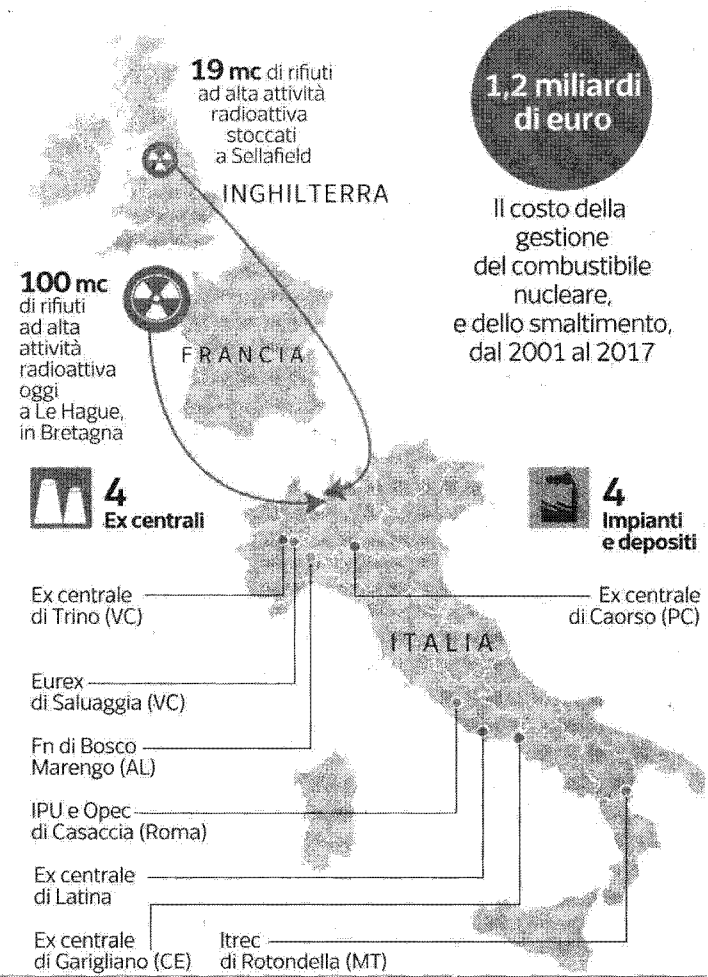 19 mc di rifiuti
ad alta attività
radioattiva
stoccati
a Sellafield
INGHILTERRA
1,2 miliardi
di euro
Il costo della
gestione
del combustibile
nucleare,
e dello smaltimento,
dal 2001 al 2017
100 mc
di rifiuti
ad alta
attività
radioattiva
oggi
a Le Hague,
in Bretagna
FRANCIA
4
Ex centrali
4
Impianti
e depositi
Ex centrale
di Trino (VC)
Ex centrale
di Caorso (PC)
ITALIA
Eurex
di Saluaggia (VC)
Fn di Bosco
Marengo (AL)
IPU e Opec
di Casaccia (Roma)
Ex centrale
di Latina
Ex centrale
di Garigliano (CE)
Itrec
di Rotondella (MT)